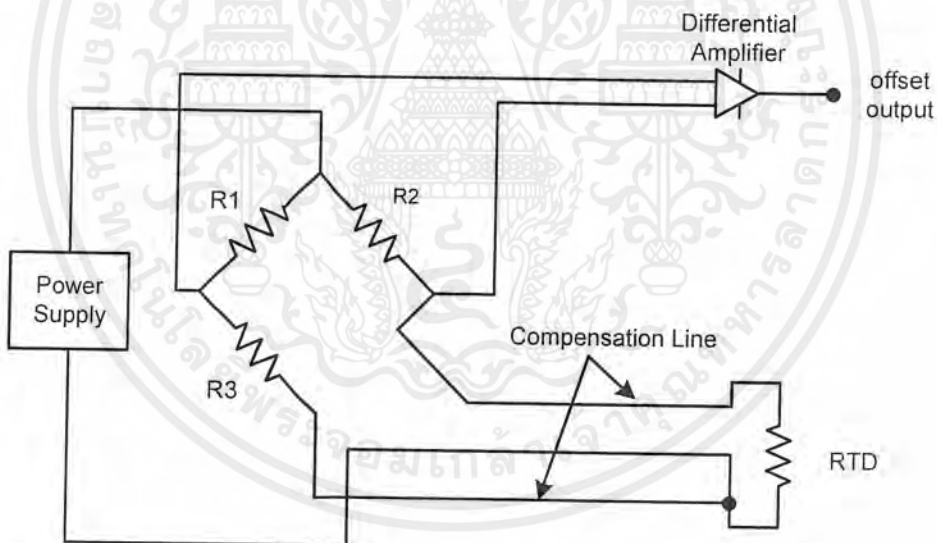 Differential
Amplifier
offset
output
R1
R2
Power
Supply
Compensation Line
R3
RTD